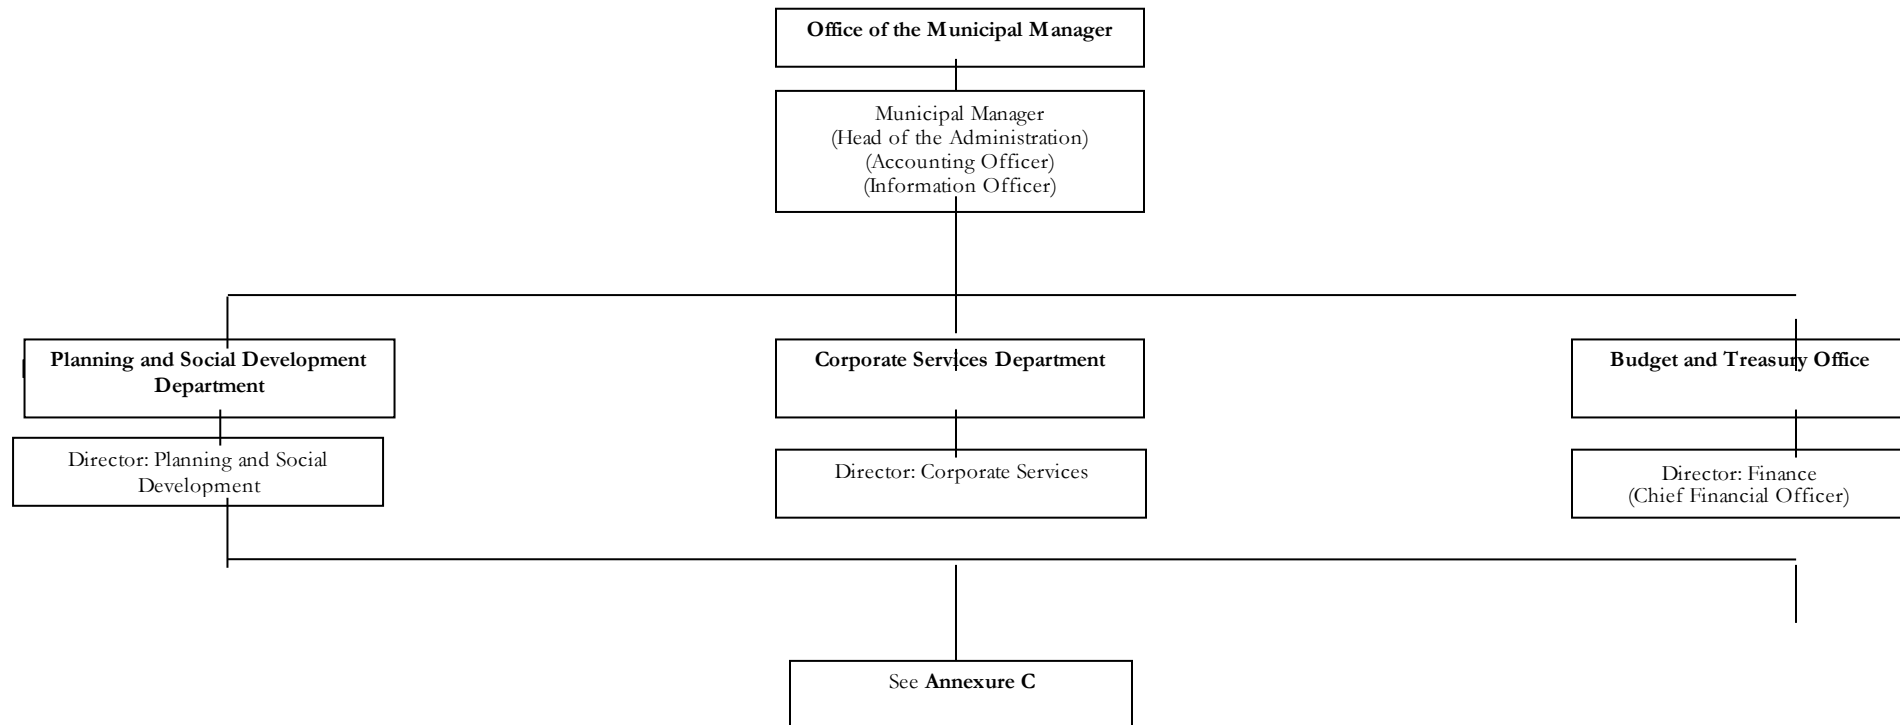 Office of the Municipal Manager
Municipal Manager
(Head of the Administration)
(Accounting Officer)
(Information Officer)
Planning and Social Development
Department
Corporate Services Department
Budget and Treasury Office
Director: Planning and Social
Development
Director: Corporate Services
Director: Finance
(Chief Financial Officer)
See Annexure C